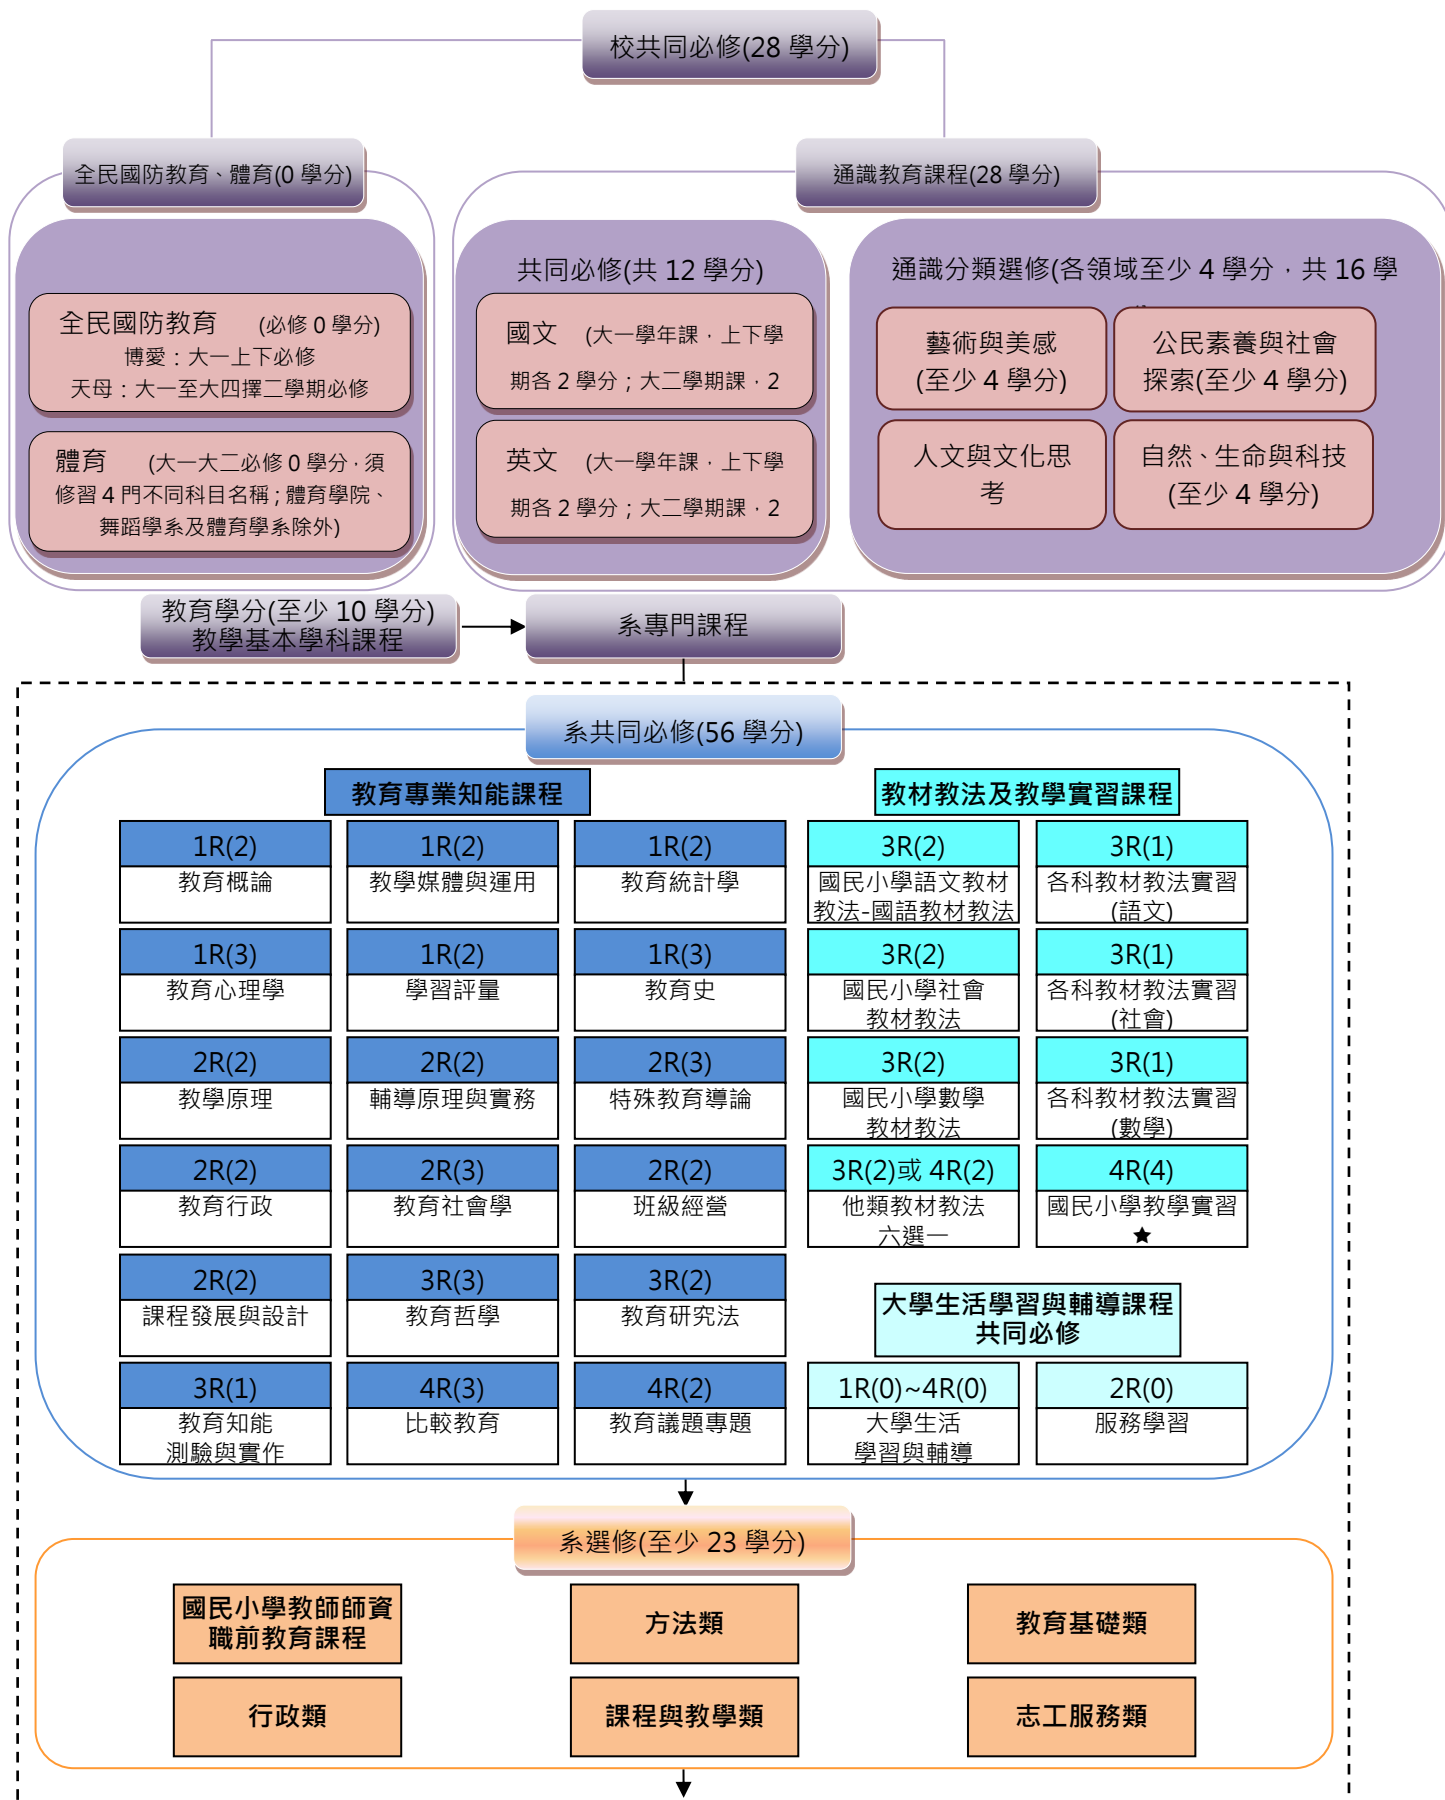 校共同必修(28 學分)
全民國防教育、體育(0 學分)
通識教育課程(28 學分)
全民國防教育 (必修 0 學分)
博愛：大一上下必修
天母：大一至大四擇二學期必修
體育 (大一大二必修 0 學分，須
修習 4 門不同科目名稱；體育學院、
舞蹈學系及體育學系除外)
共同必修(共 12 學分)
國文 (大一學年課，上下學
期各 2 學分；大二學期課，2
英文 (大一學年課，上下學
期各 2 學分；大二學期課，2
通識分類選修(各領域至少 4 學分，共 16 學
藝術與美感
(至少 4 學分)
公民素養與社會
探索(至少 4 學分)
人文與文化思
考
自然、生命與科技
(至少 4 學分)
教育學分(至少 10 學分)
教學基本學科課程
系專門課程
系共同必修(56 學分)
教育專業知能課程
1R(2)
教育概論
1R(2)
教學媒體與運用
1R(2)
教育統計學
1R(3)
教育心理學
1R(2)
學習評量
1R(3)
教育史
2R(2)
教學原理
2R(2)
輔導原理與實務
2R(3)
特殊教育導論
2R(2)
教育行政
2R(3)
教育社會學
2R(2)
班級經營
2R(2)
課程發展與設計
3R(3)
教育哲學
3R(2)
教育研究法
3R(1)
教育知能
測驗與實作
4R(3)
比較教育
4R(2)
教育議題專題
教材教法及教學實習課程
3R(2)
國民小學語文教材
教法-國語教材教法
3R(1)
各科教材教法實習
(語文)
3R(2)
國民小學社會
教材教法
3R(1)
各科教材教法實習
(社會)
3R(2)
國民小學數學
教材教法
3R(1)
各科教材教法實習
(數學)
3R(2)或 4R(2)
他類教材教法
六選一
4R(4)
國民小學教學實習
★
大學生活學習與輔導課程
共同必修
1R(0)~4R(0)
大學生活
學習與輔導
2R(0)
服務學習
系選修(至少 23 學分)
國民小學教師師資
職前教育課程
方法類
教育基礎類
行政類
課程與教學類
志工服務類